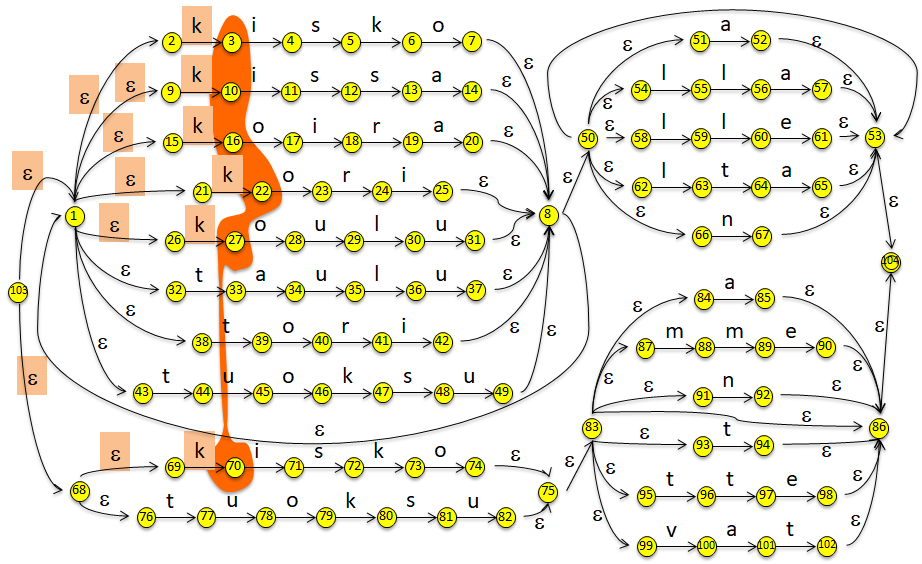 k i s k o
2 3 4 5 6 7
ε k i s s a
9 10 11 12 13 14
ε
ε k o i r a
15 16 17 18 19 20
ε
ε k o r i
21 22 23 24 25
ε
ε k o u l u
26 27 28 29 30 31
ε
ε t a u l u
32 33 34 35 36 37
ε
ε t o r i
38 39 40 41 42
ε
ε t u o k s u
43 44 45 46 47 48 49
ε
ε
1
8
ε
ε
103
ε
ε
ε k i s k o
68 69 70 71 72 73 74
ε
ε t u o k s u
76 77 78 79 80 81 82
ε
75
ε
ε a ε
51 52
ε l l a ε
54 55 56 57
50 ε l l e ε 53
58 59 60 61
ε l t a ε
62 63 64 65
ε n ε
66 67
ε
104
ε
ε a ε
84 85
ε m m e ε
87 88 89 90
ε n ε
91 92
83 ε 86
ε t ε
93 94
ε t t e ε
95 96 97 98
ε v a t ε
99 100 101 102